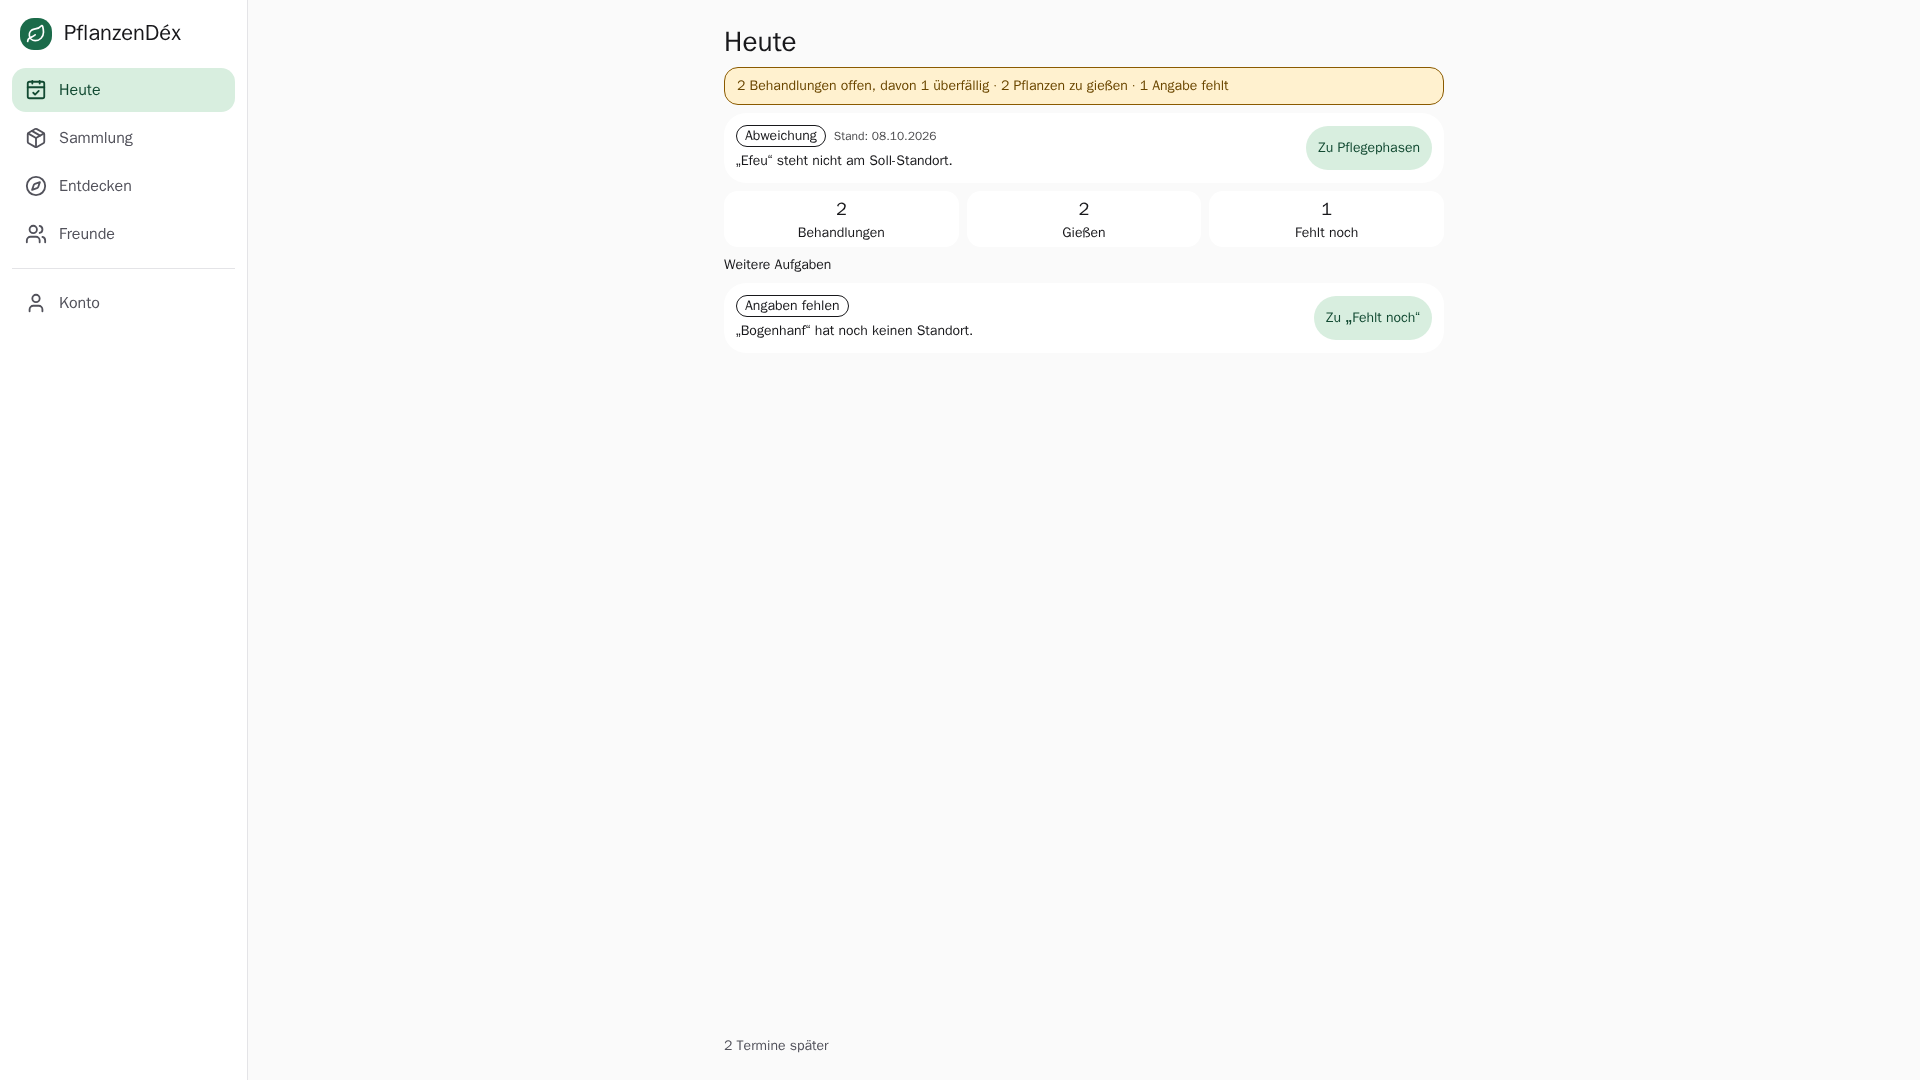 PflanzenDéx
Heute
Sammlung
Entdecken
Freunde
Konto
Heute
2 Behandlungen offen, davon 1 überfällig · 2 Pflanzen zu gießen · 1 Angabe fehlt
Abweichung Stand: 08.10.2026
„Efeu“ steht nicht am Soll-Standort.
Zu Pflegephasen
2
Behandlungen
2
Gießen
1
Fehlt noch
Weitere Aufgaben
Angaben fehlen
„Bogenhanf“ hat noch keinen Standort.
Zu „Fehlt noch“
2 Termine später